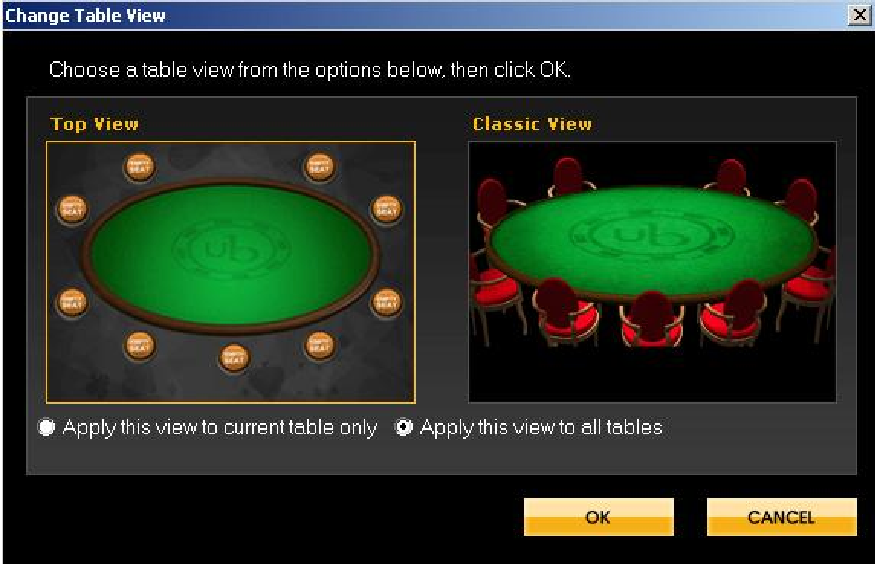 Change Table View
Choose a table view from the options below, then click OK.
Top View
Classic View
EMPTY SEAT
EMPTY SEAT
EMPTY SEAT
EMPTY SEAT
ub
ub
EMPTY SEAT
EMPTY SEAT
EMPTY SEAT
EMPTY SEAT
EMPTY SEAT
Apply this view to current table only
Apply this view to all tables
OK
CANCEL